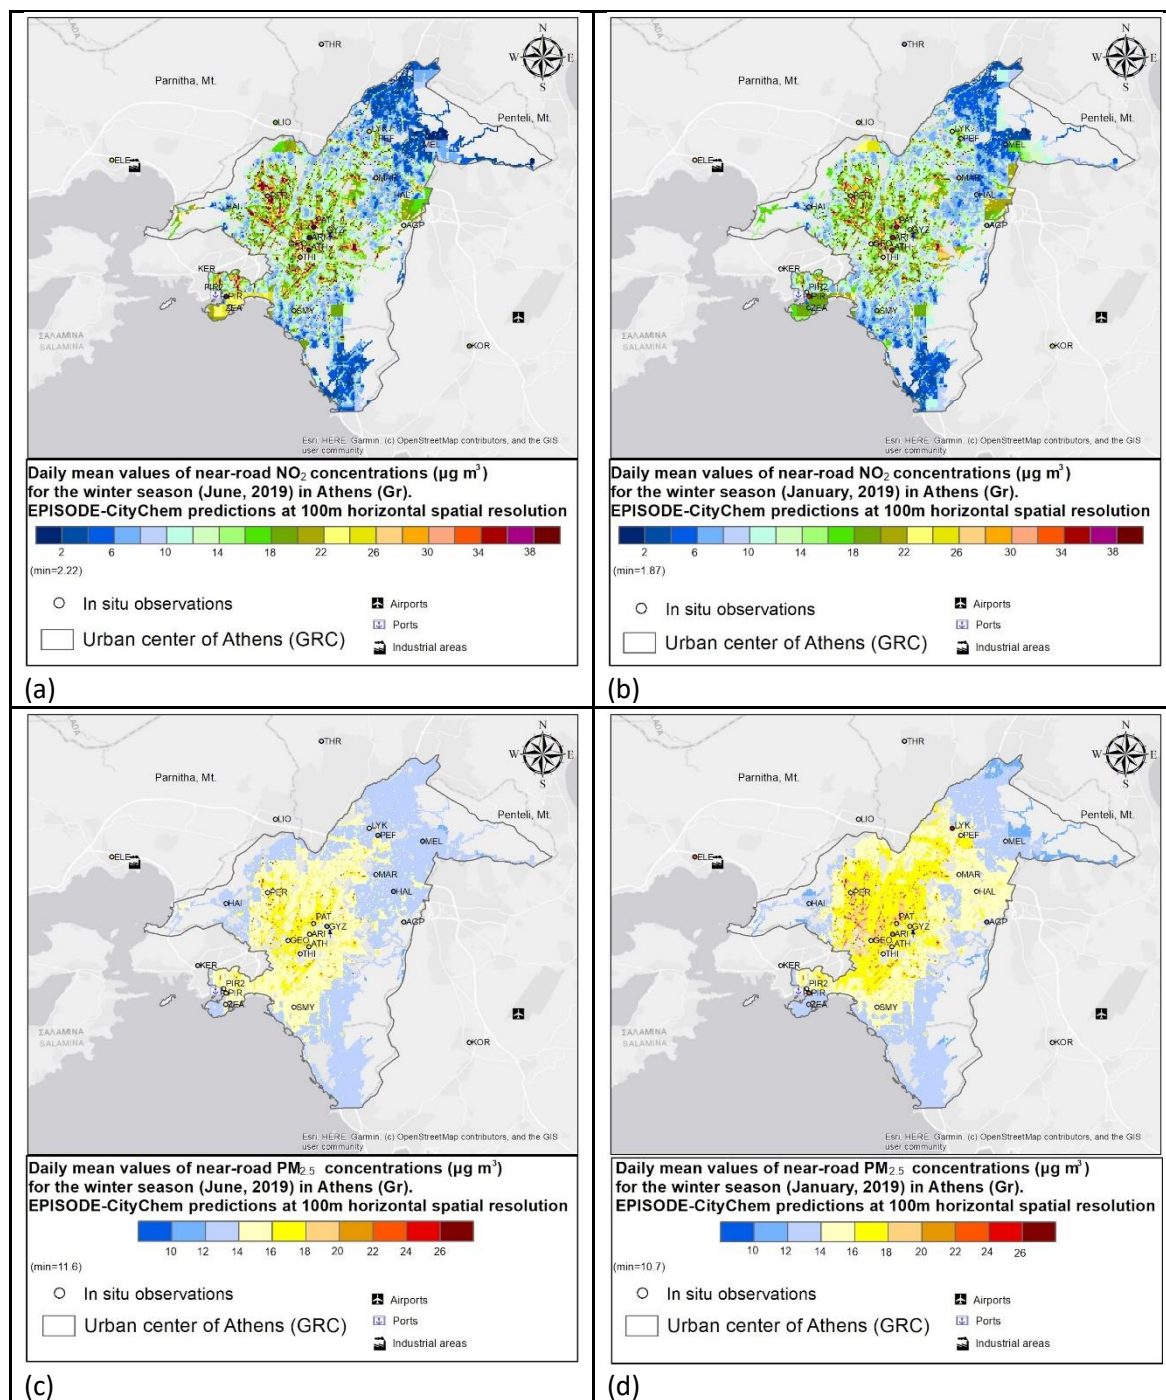 THR
Parnitha, Mt.
Penteli, Mt.
N
W
E
S
LIO
LYK
PEF
MEL
ELE
MAR
PER
HAI
HAL
AGP
PAT
GYZ
ARI
GEO
ATH
THI
KER
PIR2
PIR
ZEA
SMY
ΣΑΛΑΜΙΝΑ
SALAMINA
KOR
Esri, HERE, Garmin, (c) OpenStreetMap contributors, and the GIS
user community
Daily mean values of near-road NO2 concentrations (µg m3)
for the winter season (June, 2019) in Athens (Gr).
EPISODE-CityChem predictions at 100m horizontal spatial resolution
2 6 10 14 18 22 26 30 34 38
(min=2.22)
In situ observations
Urban center of Athens (GRC)
Airports
Ports
Industrial areas
(a)
THR
Parnitha, Mt.
Penteli, Mt.
N
W
E
S
LIO
LYK
PEF
MEL
ELE
MAR
PER
HAI
HAL
AGP
PAT
GYZ
ARI
GEO
ATH
THI
KER
PIR2
PIR
ZEA
SMY
ΣΑΛΑΜΙΝΑ
SALAMINA
KOR
Esri, HERE, Garmin, (c) OpenStreetMap contributors, and the GIS
user community
Daily mean values of near-road NO2 concentrations (µg m3)
for the winter season (January, 2019) in Athens (Gr).
EPISODE-CityChem predictions at 100m horizontal spatial resolution
2 6 10 14 18 22 26 30 34 38
(min=1.87)
In situ observations
Urban center of Athens (GRC)
Airports
Ports
Industrial areas
(b)
THR
Parnitha, Mt.
Penteli, Mt.
N
W
E
S
LIO
LYK
PEF
MEL
ELE
MAR
PER
HAI
HAL
AGP
PAT
GYZ
ARI
GEO
ATH
THI
KER
PIR2
PIR
ZEA
SMY
ΣΑΛΑΜΙΝΑ
SALAMINA
KOR
Esri, HERE, Garmin, (c) OpenStreetMap contributors, and the GIS
user community
Daily mean values of near-road PM2.5 concentrations (µg m3)
for the winter season (June, 2019) in Athens (Gr).
EPISODE-CityChem predictions at 100m horizontal spatial resolution
10 12 14 16 18 20 22 24 26
(min=11.6)
In situ observations
Urban center of Athens (GRC)
Airports
Ports
Industrial areas
(c)
THR
Parnitha, Mt.
Penteli, Mt.
N
W
E
S
LIO
LYK
PEF
MEL
ELE
MAR
PER
HAI
HAL
AGP
PAT
GYZ
ARI
GEO
ATH
THI
KER
PIR2
PIR
ZEA
SMY
ΣΑΛΑΜΙΝΑ
SALAMINA
KOR
Esri, HERE, Garmin, (c) OpenStreetMap contributors, and the GIS
user community
Daily mean values of near-road PM2.5 concentrations (µg m3)
for the winter season (January, 2019) in Athens (Gr).
EPISODE-CityChem predictions at 100m horizontal spatial resolution
10 12 14 16 18 20 22 24 26
(min=10.7)
In situ observations
Urban center of Athens (GRC)
Airports
Ports
Industrial areas
(d)